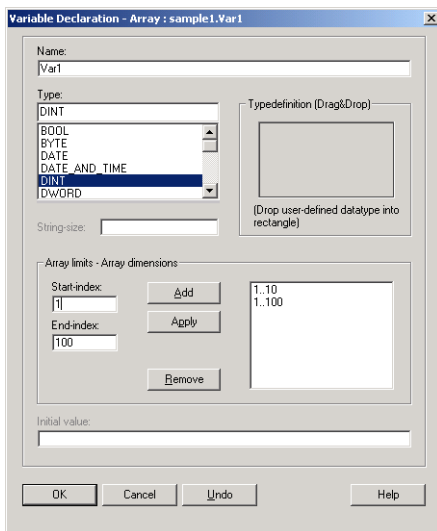 Variable Declaration - Array : sample1.Var1
Name:
Var1
Type:
DINT
BOOL
BYTE
DATE
DATE_AND_TIME
DINT
DWORD
Typedefinition (Drag&Drop)
(Drop user-defined datatype into
rectangle)
String-size:
Array limits - Array dimensions
Start-index:
1
End-index:
100
Add
Apply
Remove
1..10
1..100
Initial value:
OK
Cancel
Undo
Help